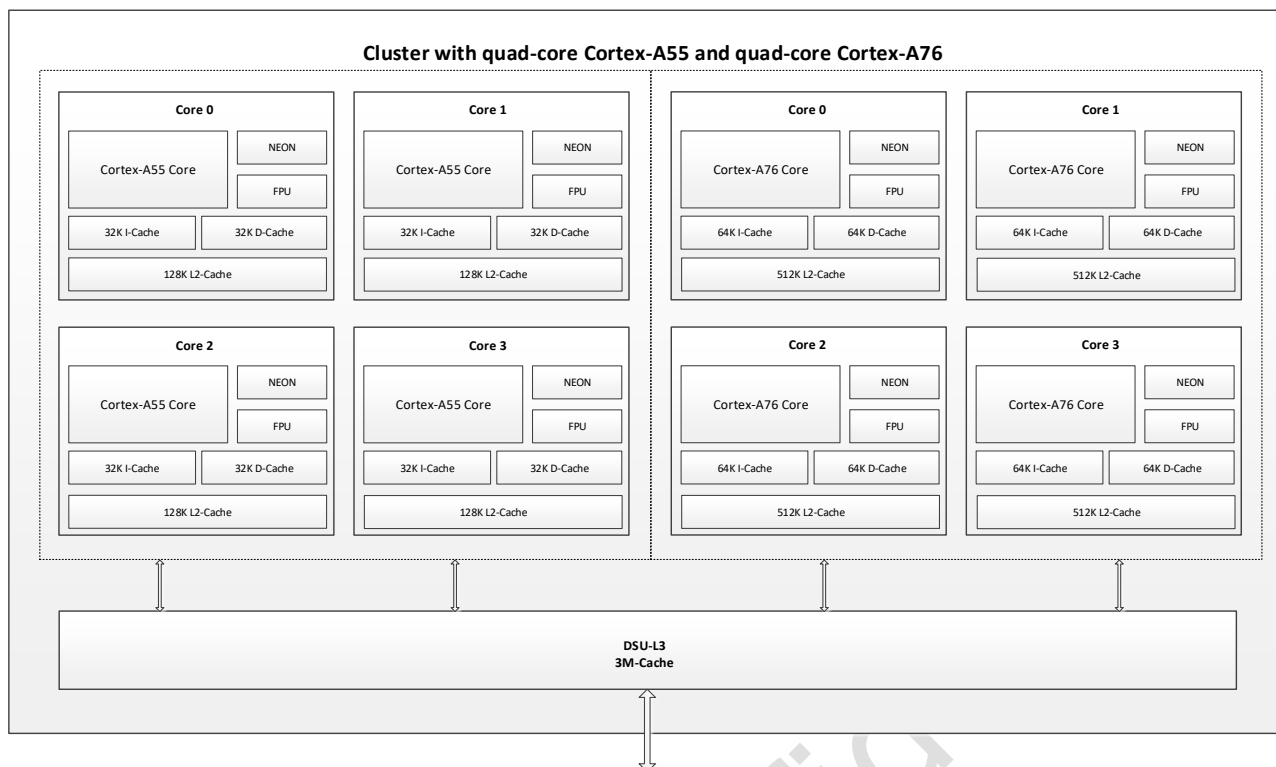 Cluster with quad-core Cortex-A55 and quad-core Cortex-A76
Core 0
Cortex-A55 Core
NEON
FPU
32K I-Cache
32K D-Cache
128K L2-Cache
Core 1
Cortex-A55 Core
NEON
FPU
32K I-Cache
32K D-Cache
128K L2-Cache
Core 0
Cortex-A76 Core
NEON
FPU
64K I-Cache
64K D-Cache
512K L2-Cache
Core 1
Cortex-A76 Core
NEON
FPU
64K I-Cache
64K D-Cache
512K L2-Cache
Core 2
Cortex-A55 Core
NEON
FPU
32K I-Cache
32K D-Cache
128K L2-Cache
Core 3
Cortex-A55 Core
NEON
FPU
32K I-Cache
32K D-Cache
128K L2-Cache
Core 2
Cortex-A76 Core
NEON
FPU
64K I-Cache
64K D-Cache
512K L2-Cache
Core 3
Cortex-A76 Core
NEON
FPU
64K I-Cache
64K D-Cache
512K L2-Cache
DSU-L3
3M-Cache